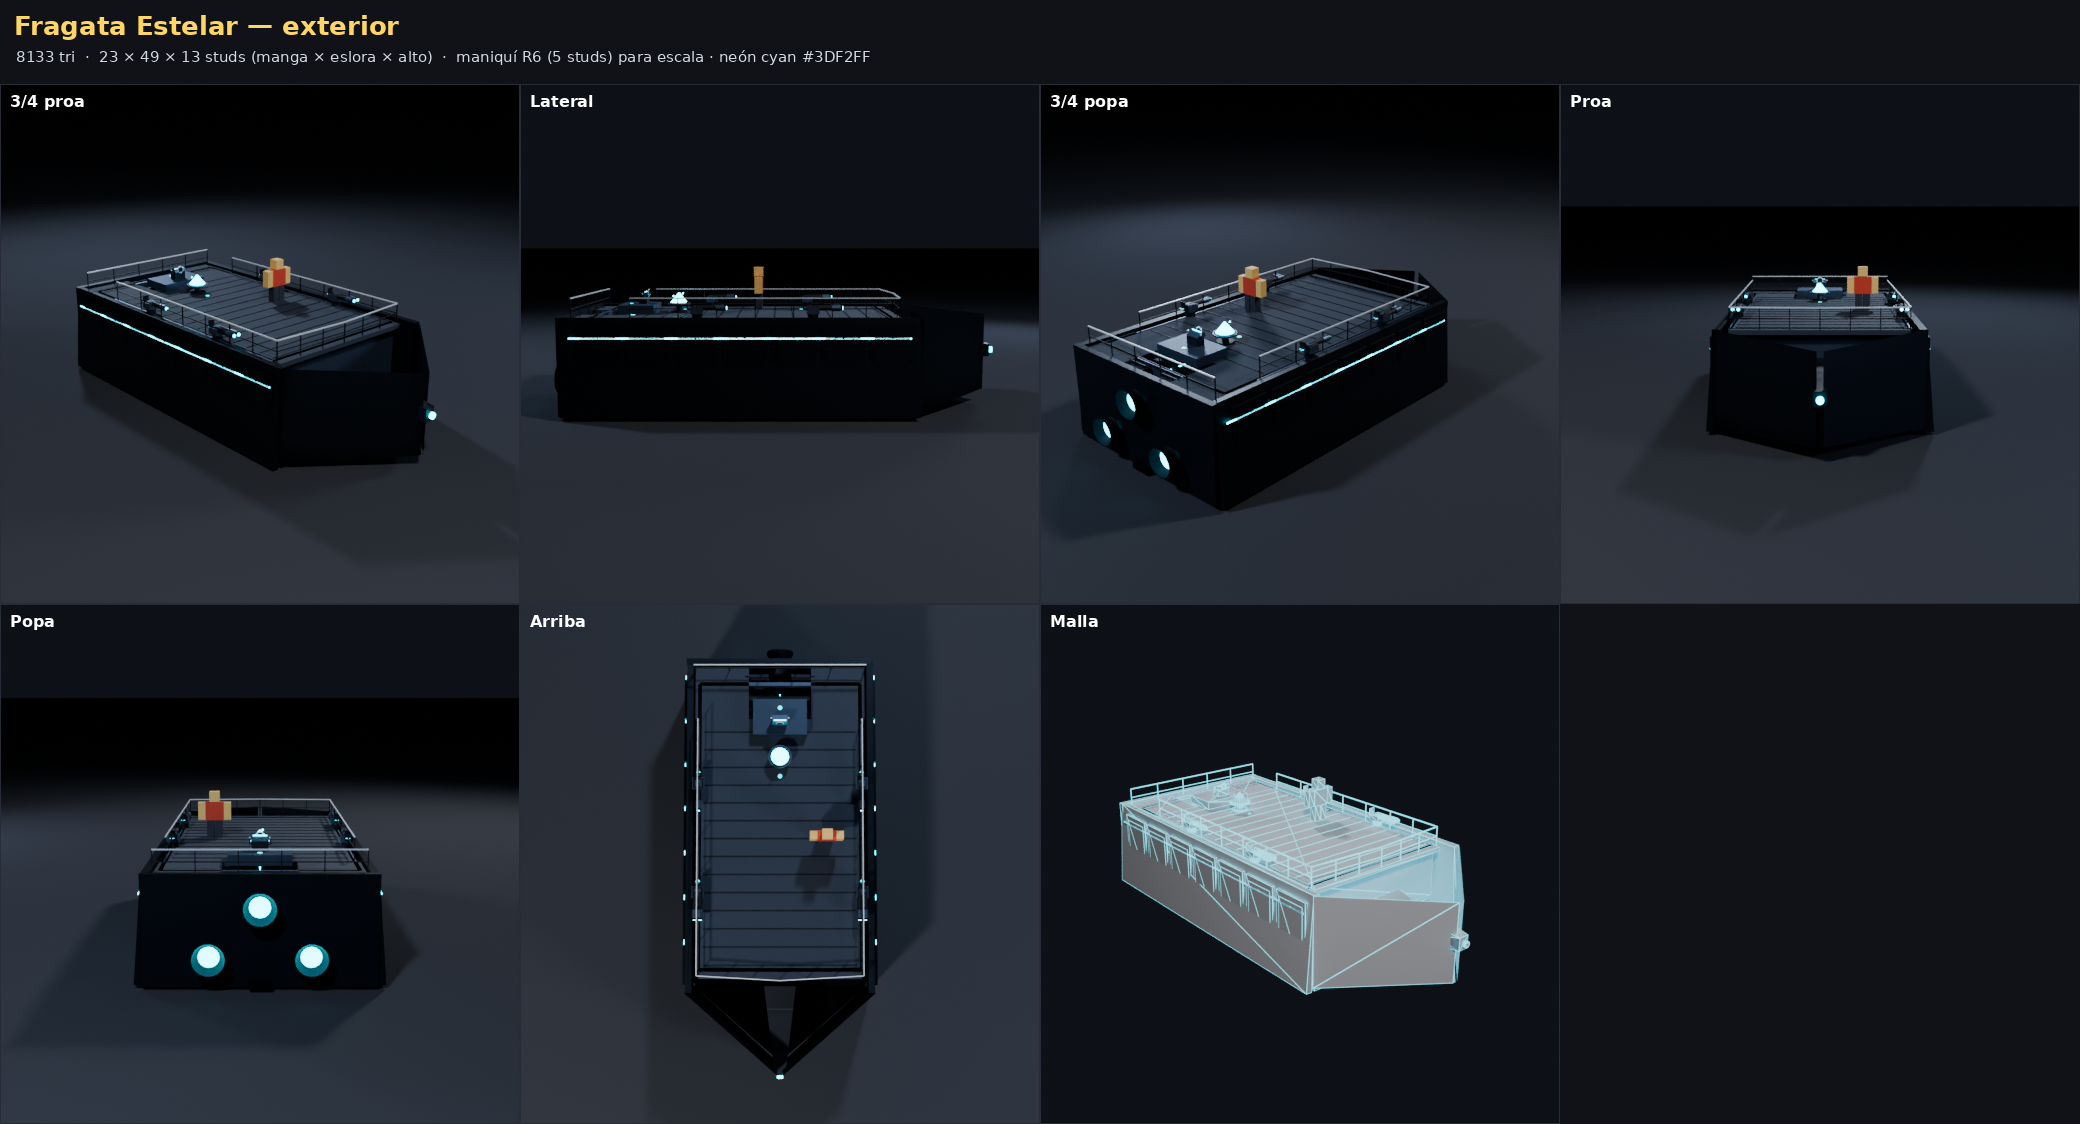 Fragata Estelar — exterior
8133 tri · 23 × 49 × 13 studs (manga × eslora × alto) · maniquí R6 (5 studs) para escala · neón cyan #3DF2FF
3/4 proa
Lateral
3/4 popa
Proa
Popa
Arriba
Malla